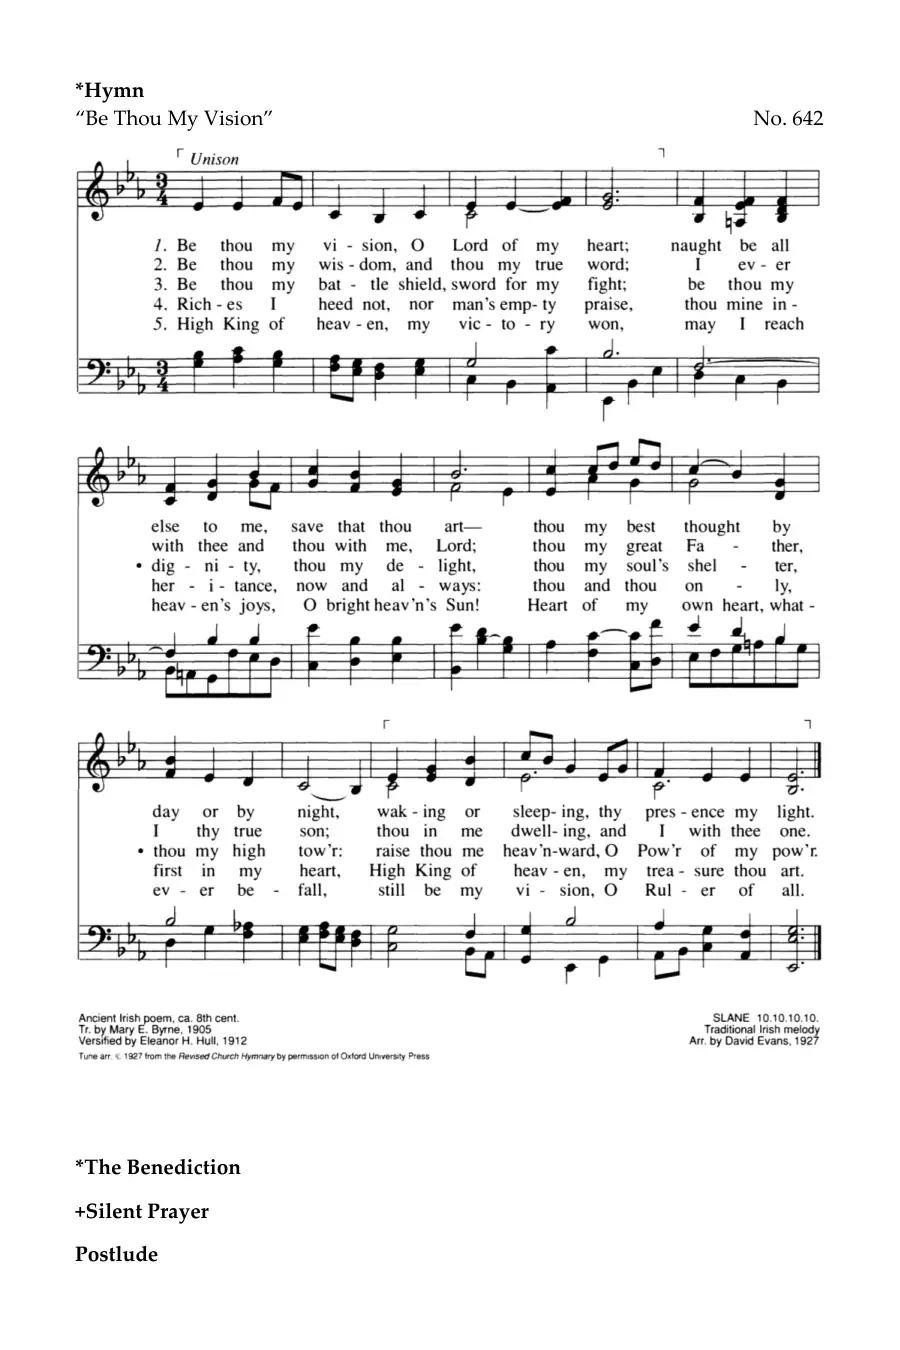 *Hymn
“Be Thou My Vision” No. 642
Unison
1. Be thou my vi - sion, O Lord of my heart; naught be all
2. Be thou my wis - dom, and thou my true word; I ev - er
3. Be thou my bat - tle shield, sword for my fight; be thou my
4. Rich - es I heed not, nor man's emp - ty praise, thou mine in -
5. High King of heav - en, my vic - to - ry won, may I reach
else to me, save that thou art— thou my best thought by
with thee and thou with me, Lord; thou my great Fa - ther,
• dig - ni - ty, thou my de - light, thou my soul's shel - ter,
her - i - tance, now and al - ways: thou and thou on - ly,
heav - en's joys, O bright heav'n's Sun! Heart of my own heart, what -
day or by night, wak - ing or sleep - ing, thy pres - ence my light.
I thy true son; thou in me dwell - ing, and I with thee one.
• thou my high tow'r: raise thou me heav'n-ward, O Pow'r of my pow'r.
first in my heart, High King of heav - en, my trea - sure thou art.
ev - er be - fall, still be my vi - sion, O Rul - er of all.
Ancient Irish poem, ca. 8th cent. SLANE 10.10.10.10.
Tr. by Mary E. Byrne, 1905 Traditional Irish melody
Versified by Eleanor H. Hull, 1912 Arr. by David Evans, 1927
Tune arr. © 1927 from the Revised Church Hymnary by permission of Oxford University Press
*The Benediction
+Silent Prayer
Postlude